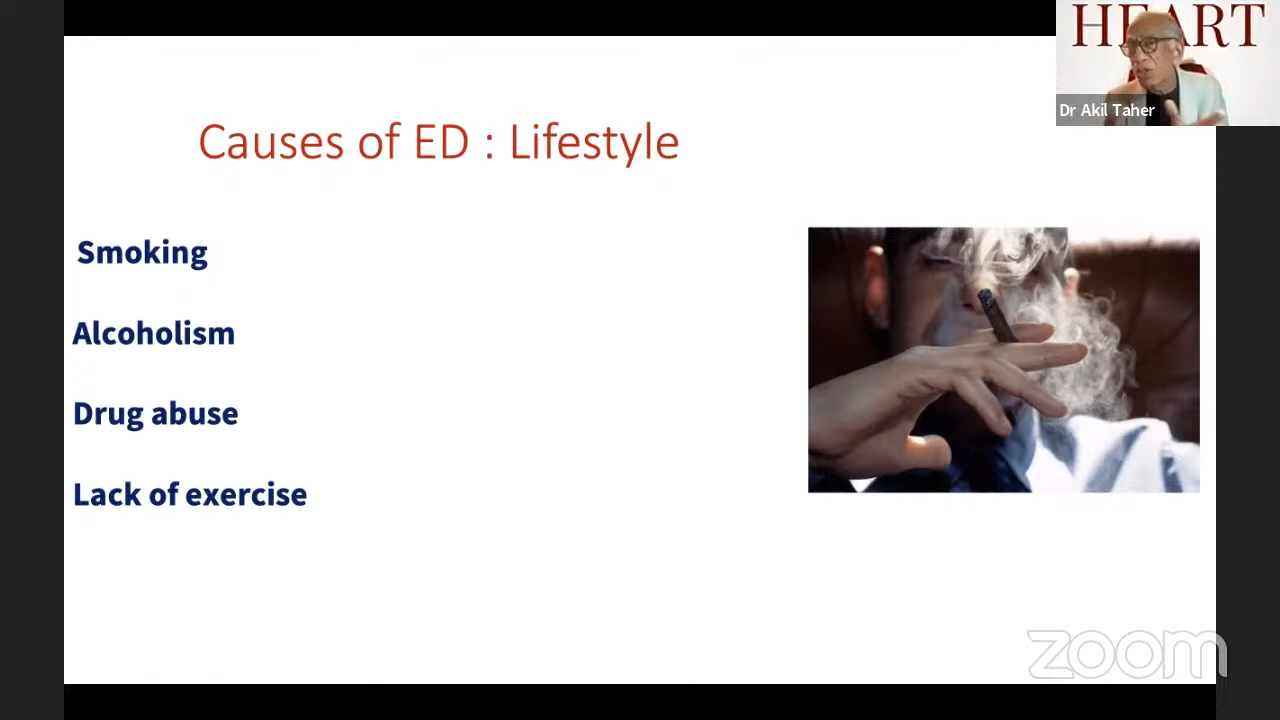 HEART
Dr Akil Taher
Causes of ED : Lifestyle
Smoking
Alcoholism
Drug abuse
Lack of exercise
zoom